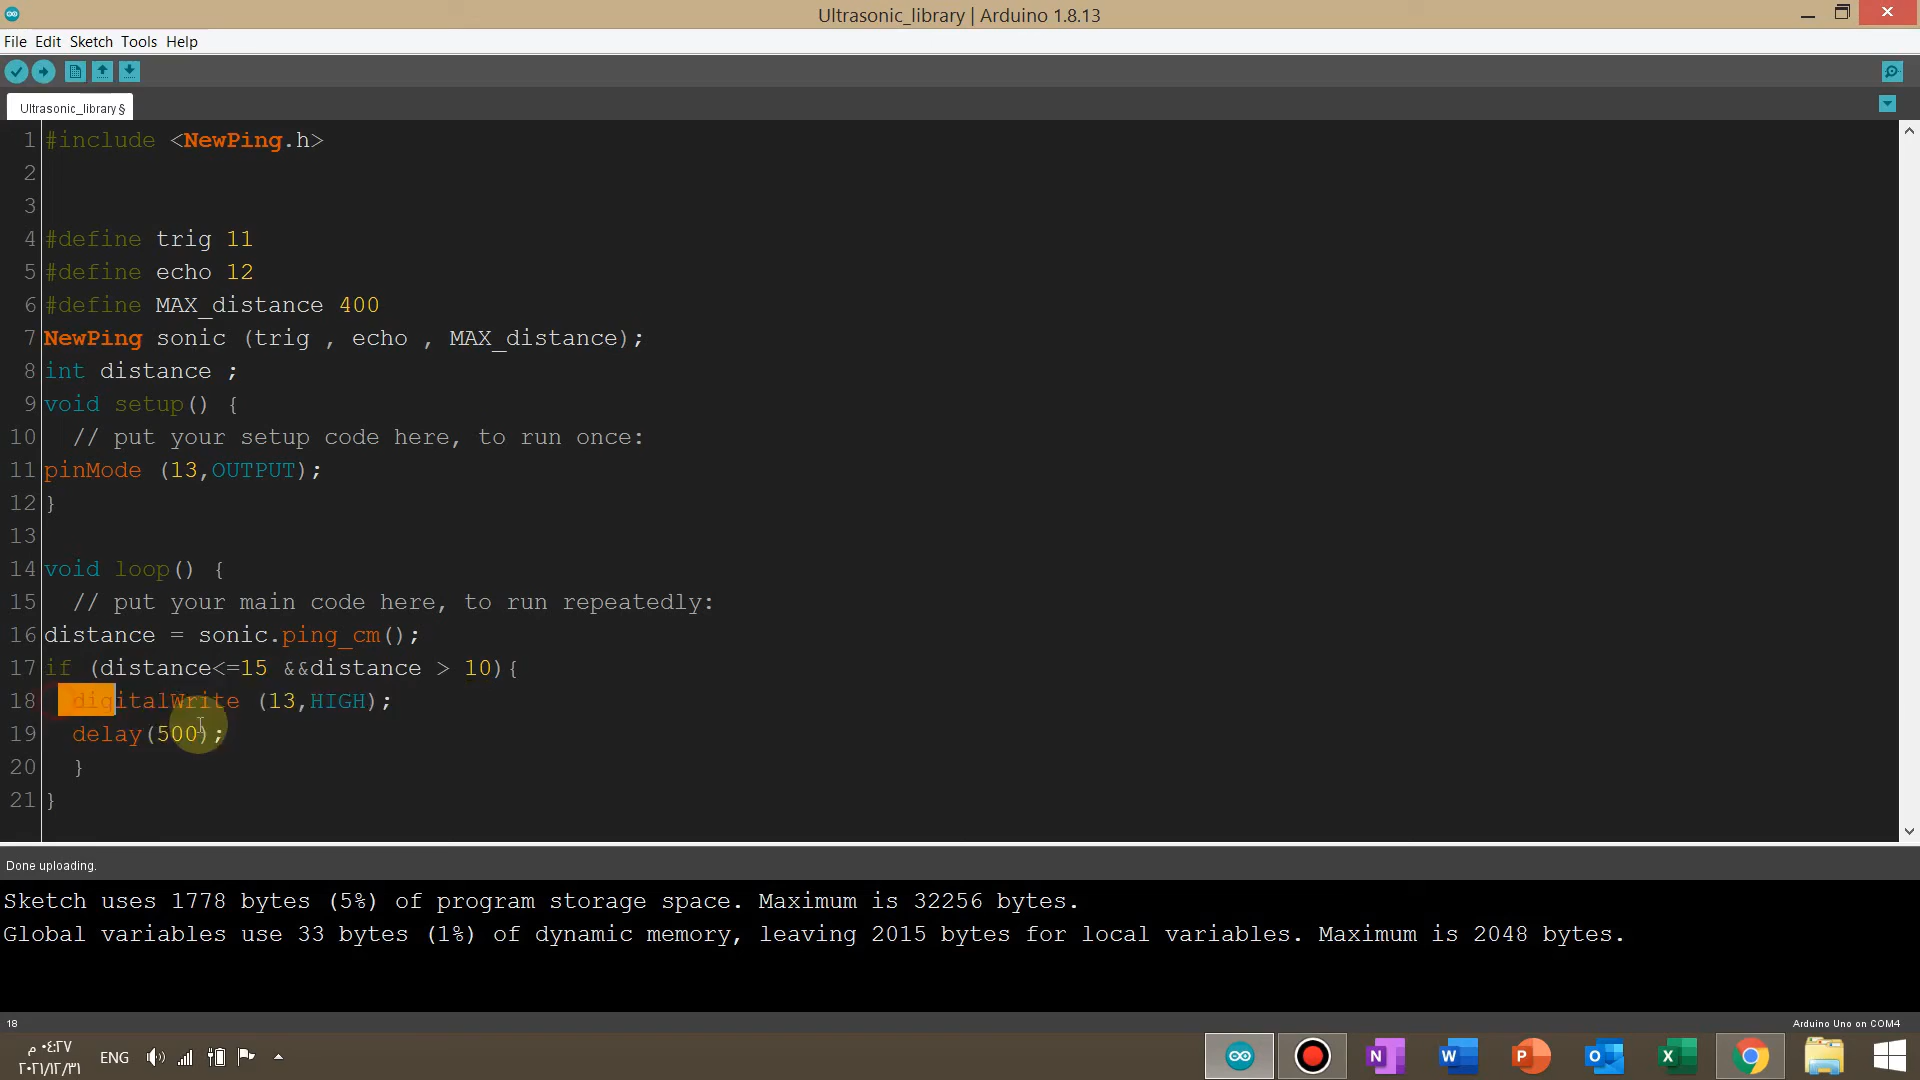 Ultrasonic_library | Arduino 1.8.13
File Edit Sketch Tools Help
Ultrasonic_library §
1 #include <NewPing.h>
2
3
4 #define trig 11
5 #define echo 12
6 #define MAX_distance 400
7 NewPing sonic (trig , echo , MAX_distance);
8 int distance ;
9 void setup() {
10 // put your setup code here, to run once:
11 pinMode (13,OUTPUT);
12 }
13
14 void loop() {
15 // put your main code here, to run repeatedly:
16 distance = sonic.ping_cm();
17 if (distance<=15 &&distance > 10){
18 digitalWrite (13,HIGH);
19 delay(500);
20 }
21 }
Done uploading.
Sketch uses 1778 bytes (5%) of program storage space. Maximum is 32256 bytes.
Global variables use 33 bytes (1%) of dynamic memory, leaving 2015 bytes for local variables. Maximum is 2048 bytes.
18 Arduino Uno on COM4
٠٤:٢٧ م
٢٠٢١/١٢/٣١
ENG
N W P O X